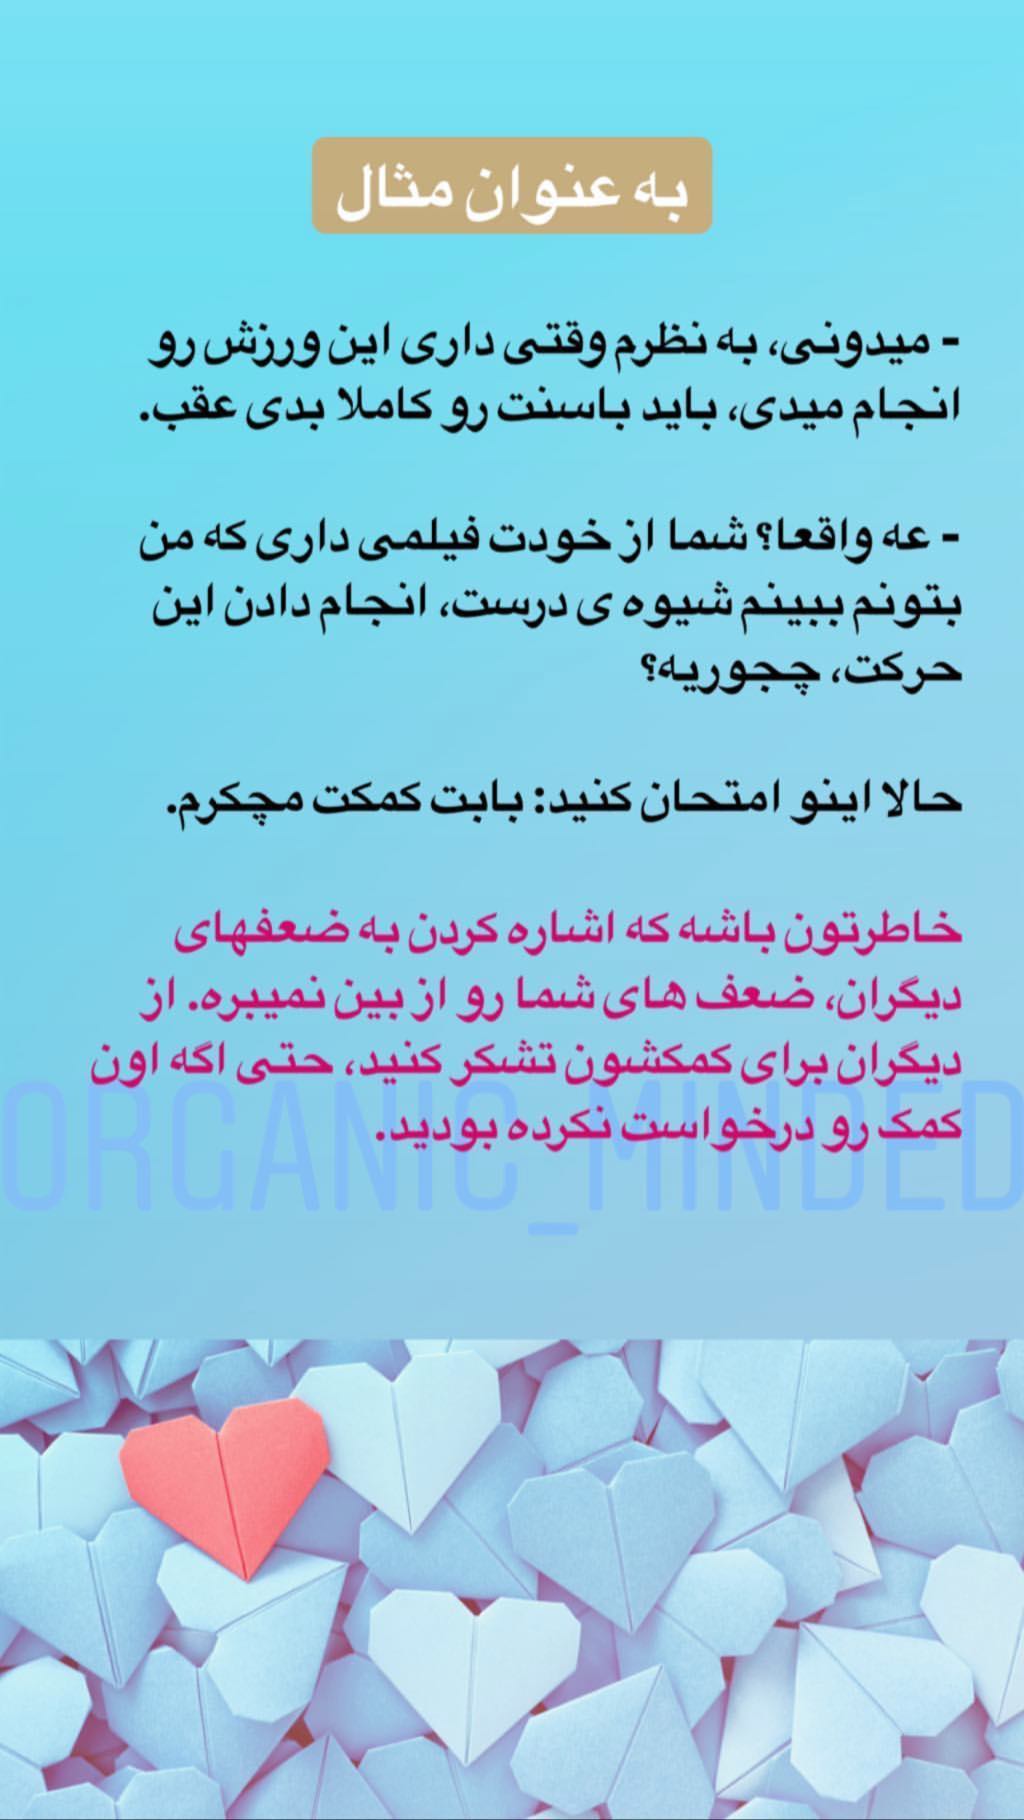 به عنوان مثال
- میدونی، به نظرم وقتی داری این ورزش رو
انجام میدی، باید باسنت رو کاملا بدی عقب.
- عه واقعا؟ شما از خودت فیلمی داری که من
بتونم ببینم شیوه ی درست، انجام دادن این
حرکت، چجوریه؟
حالا اینو امتحان کنید: بابت کمکت مچکرم.
خاطرتون باشه که اشاره کردن به ضعفهای
دیگران، ضعف های شما رو از بین نمیبره. از
دیگران برای کمکشون تشکر کنید، حتی اگه اون
کمک رو درخواست نکرده بودید.
ORGANIC_MINDED